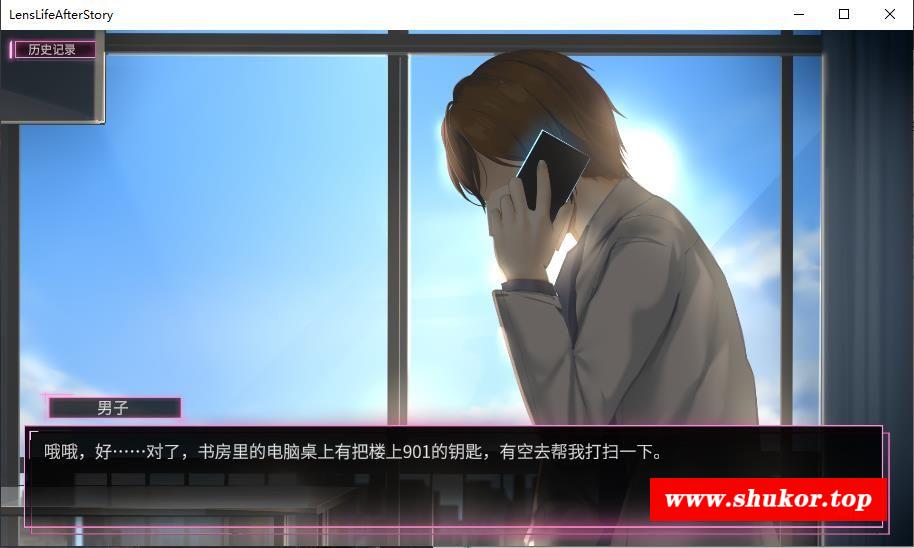 LensLifeAfterStory
历史记录
男子
哦哦，好……对了，书房里的电脑桌上有把楼上901的钥匙，有空去帮我打扫一下。
www.shukor.top